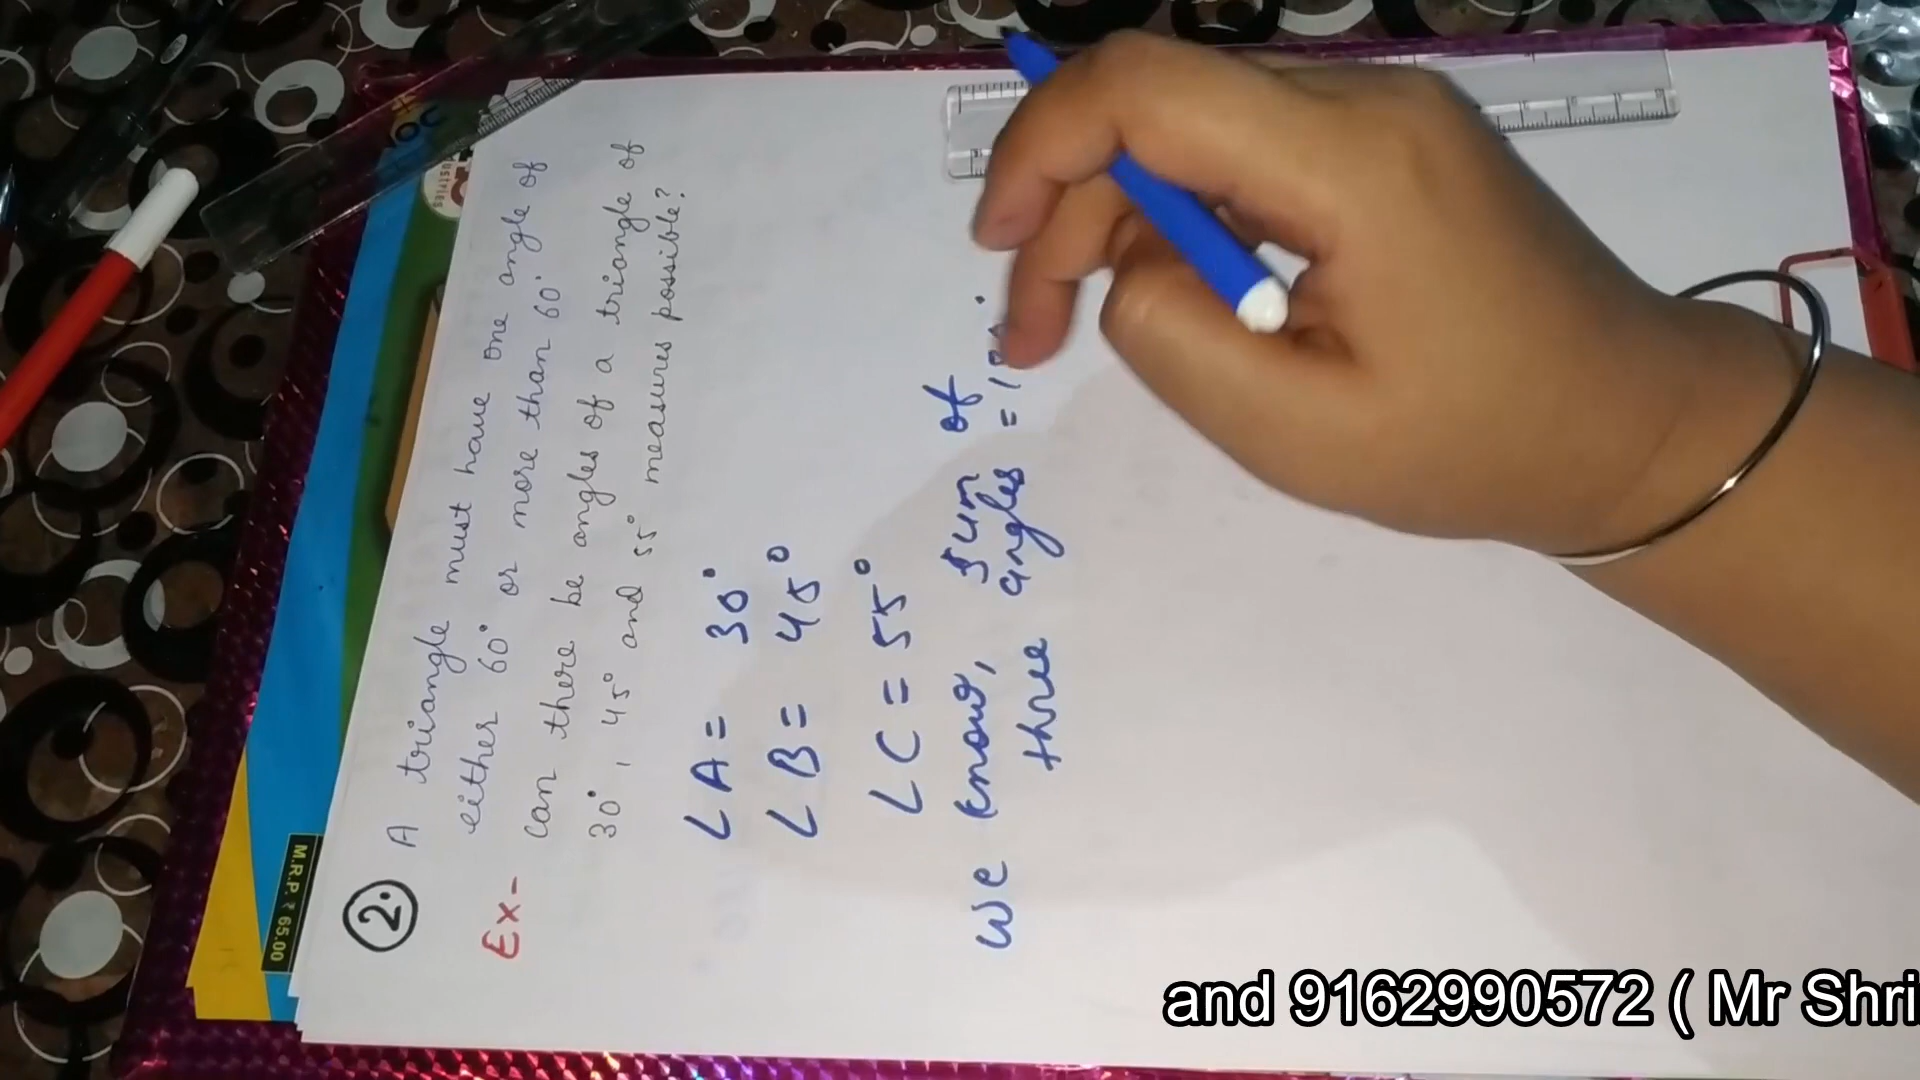 2. A triangle must have one angle of
either 60° or more than 60°.
Ex- Can there be angles of a triangle of
30°, 45° and 55° measures possible?
∠A = 30°
∠B = 45°
∠C = 55°
We know, Sum of
three angles =
M.R.P. ₹ 65.00
and 9162990572 ( Mr Shri